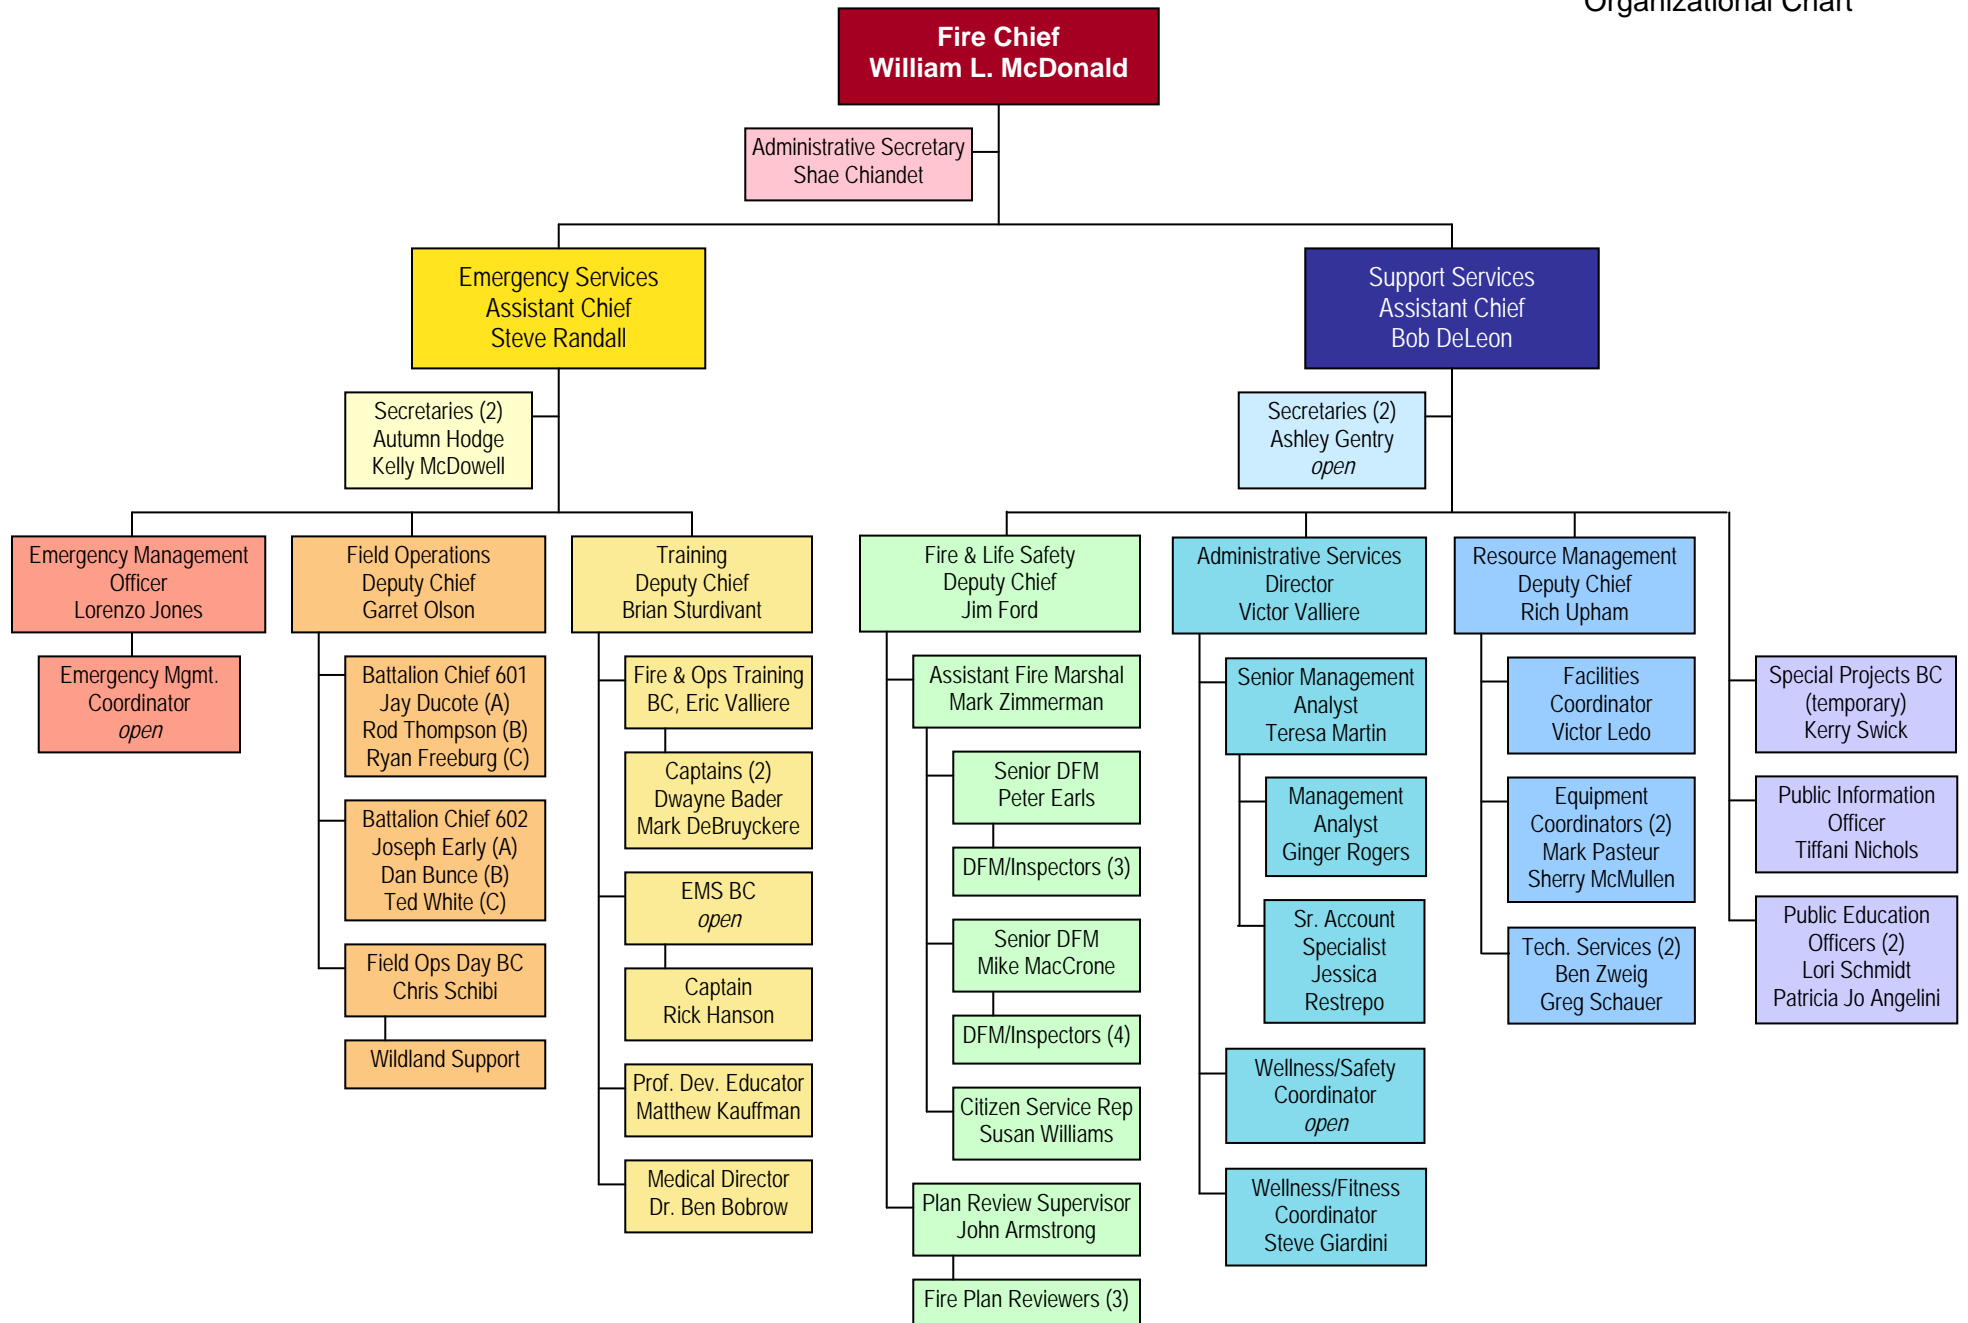 Organizational Chart
Fire Chief
William L. McDonald
Administrative Secretary
Shae Chiandet
Emergency Services
Assistant Chief
Steve Randall
Support Services
Assistant Chief
Bob DeLeon
Secretaries (2)
Autumn Hodge
Kelly McDowell
Secretaries (2)
Ashley Gentry
open
Emergency Management
Officer
Lorenzo Jones
Emergency Mgmt.
Coordinator
open
Field Operations
Deputy Chief
Garret Olson
Battalion Chief 601
Jay Ducote (A)
Rod Thompson (B)
Ryan Freeburg (C)
Battalion Chief 602
Joseph Early (A)
Dan Bunce (B)
Ted White (C)
Field Ops Day BC
Chris Schibi
Wildland Support
Training
Deputy Chief
Brian Sturdivant
Fire & Ops Training
BC, Eric Valliere
Captains (2)
Dwayne Bader
Mark DeBruyckere
EMS BC
open
Captain
Rick Hanson
Prof. Dev. Educator
Matthew Kauffman
Medical Director
Dr. Ben Bobrow
Fire & Life Safety
Deputy Chief
Jim Ford
Assistant Fire Marshal
Mark Zimmerman
Senior DFM
Peter Earls
DFM/Inspectors (3)
Senior DFM
Mike MacCrone
DFM/Inspectors (4)
Citizen Service Rep
Susan Williams
Plan Review Supervisor
John Armstrong
Fire Plan Reviewers (3)
Administrative Services
Director
Victor Valliere
Senior Management
Analyst
Teresa Martin
Management
Analyst
Ginger Rogers
Sr. Account
Specialist
Jessica
Restrepo
Wellness/Safety
Coordinator
open
Wellness/Fitness
Coordinator
Steve Giardini
Resource Management
Deputy Chief
Rich Upham
Facilities
Coordinator
Victor Ledo
Equipment
Coordinators (2)
Mark Pasteur
Sherry McMullen
Tech. Services (2)
Ben Zweig
Greg Schauer
Special Projects BC
(temporary)
Kerry Swick
Public Information
Officer
Tiffani Nichols
Public Education
Officers (2)
Lori Schmidt
Patricia Jo Angelini